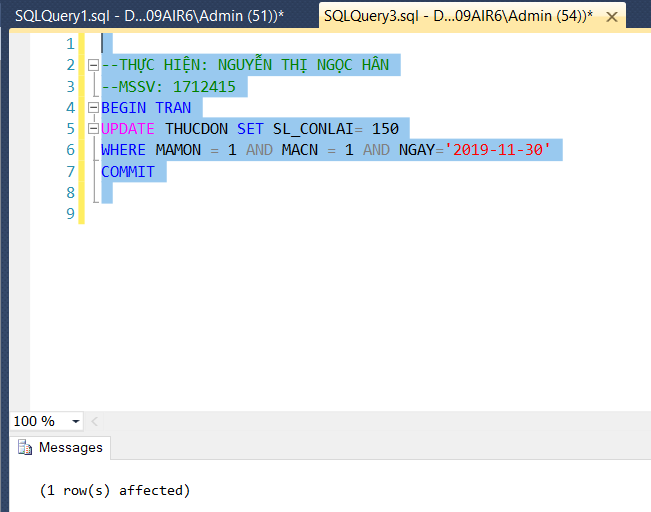 SQLQuery1.sql - D...09AIR6\Admin (51))*
SQLQuery3.sql - D...09AIR6\Admin (54))*
1
2 --THỰC HIỆN: NGUYỄN THỊ NGỌC HÂN
3 --MSSV: 1712415
4 BEGIN TRAN
5 UPDATE THUCDON SET SL_CONLAI= 150
6 WHERE MAMON = 1 AND MACN = 1 AND NGAY='2019-11-30'
7 COMMIT
8
9
100 %
Messages
(1 row(s) affected)